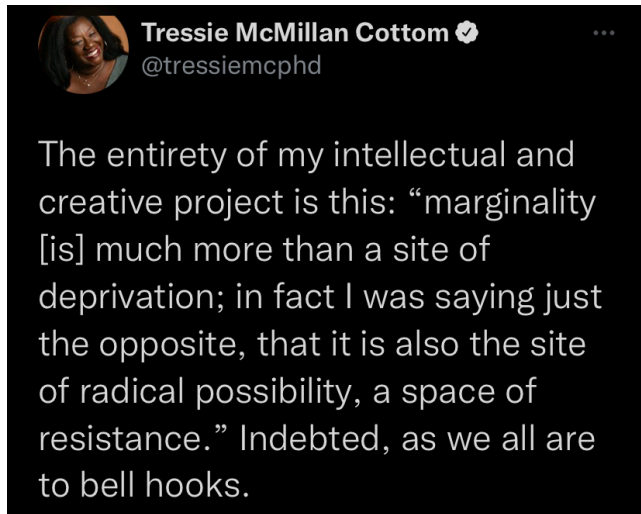 Tressie McMillan Cottom
@tressiemcphd
The entirety of my intellectual and
creative project is this: “marginality
[is] much more than a site of
deprivation; in fact I was saying just
the opposite, that it is also the site
of radical possibility, a space of
resistance.” Indebted, as we all are
to bell hooks.